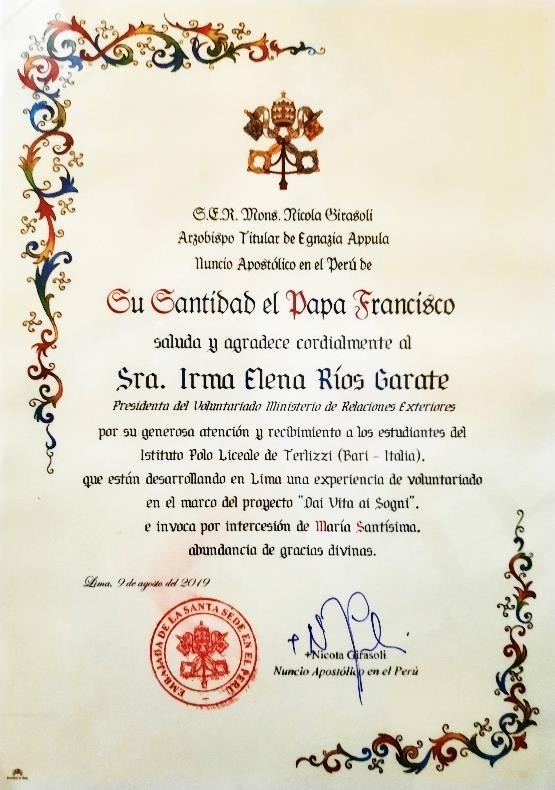 S.E.R. Mons. Nicola Girasoli
Arzobispo Titular de Egnazia Appula
Nuncio Apostólico en el Perú de
Su Santidad el Papa Francisco
saluda y agradece cordialmente al
Sra. Irma Elena Ríos Garate
Presidenta del Voluntariado Ministerio de Relaciones Exteriores
por su generosa atención y recibimiento a los estudiantes del
Istituto Polo Liceale de Terlizzi (Bari - Italia),
que están desarrollando en Lima una experiencia de voluntariado
en el marco del proyecto "Dai Vita ai Sogni",
e invoca por intercesión de María Santísima,
abundancia de gracias divinas.
Lima, 9 de agosto del 2019
EMBAJADA DE LA SANTA SEDE EN EL PERÚ
+Nicola Girasoli
Nuncio Apostólico en el Perú